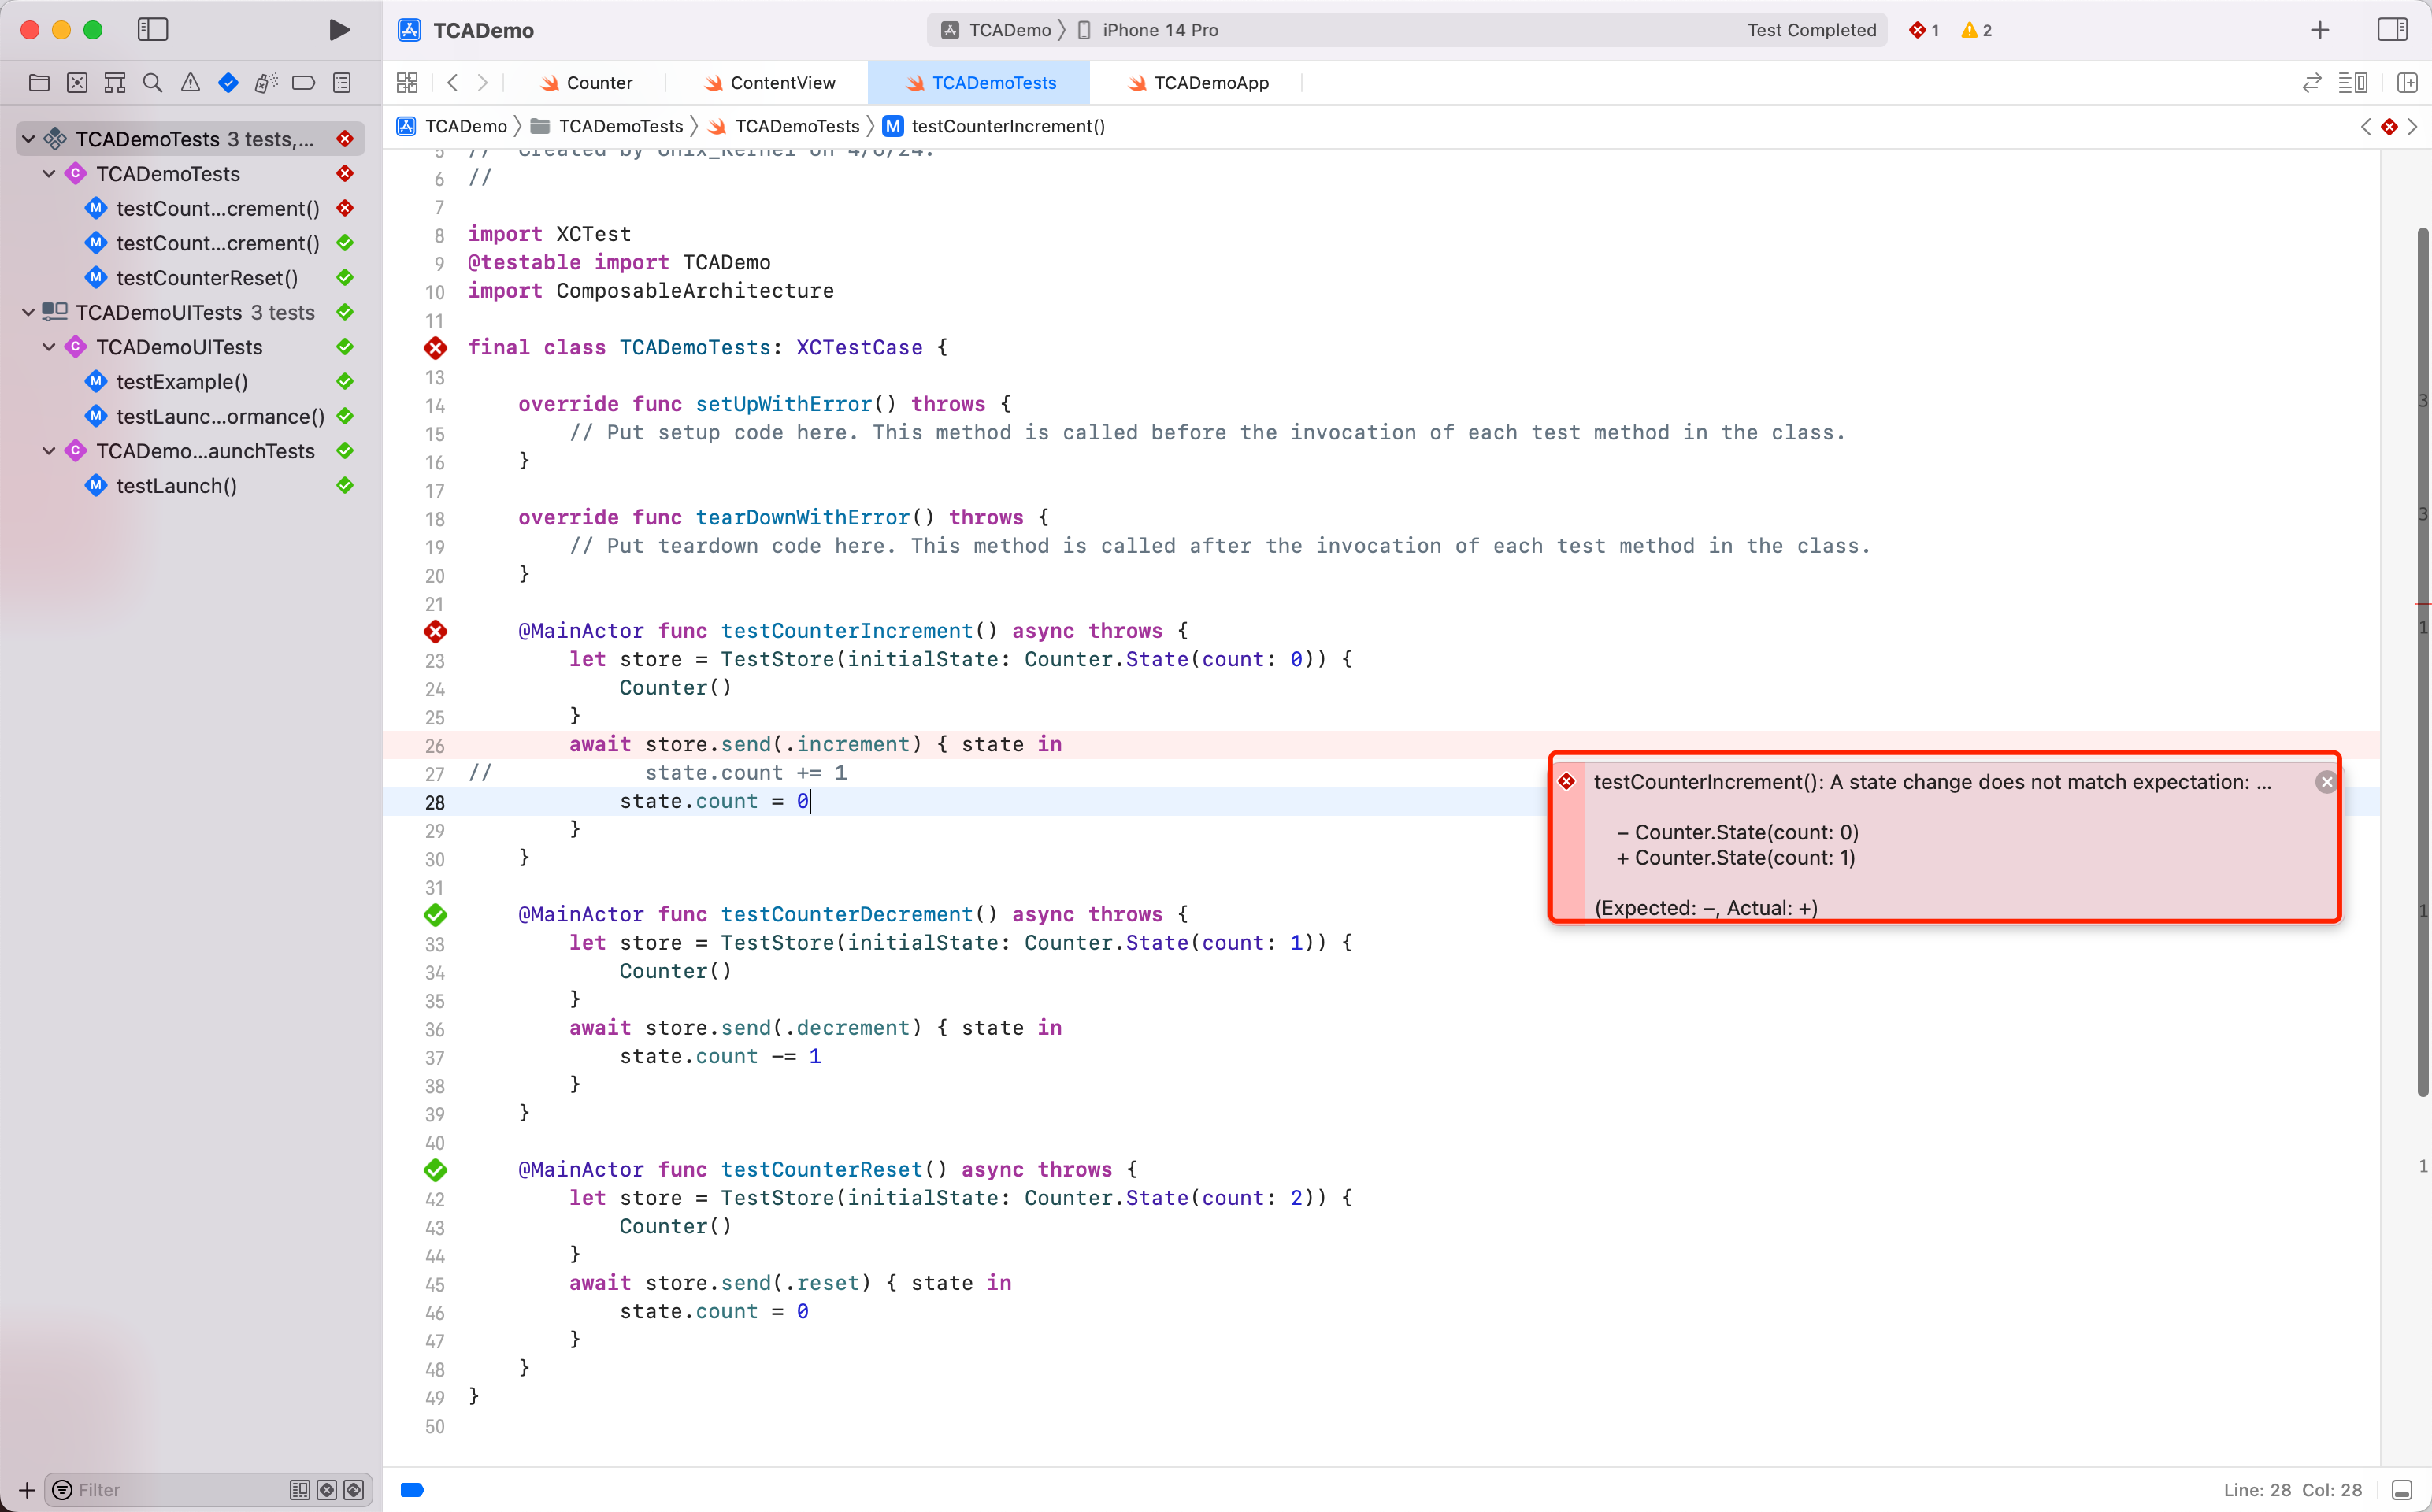 TCADemo
TCADemo
iPhone 14 Pro
Test Completed
1
2
Counter
ContentView
TCADemoTests
TCADemoApp
TCADemo
TCADemoTests
TCADemoTests
M
testCounterIncrement()
TCADemoTests 3 tests,...
C TCADemoTests
M testCount...crement()
M testCount...crement()
M testCounterReset()
TCADemoUITests 3 tests
C TCADemoUITests
M testExample()
M testLaunc...ormance()
C TCADemo...aunchTests
M testLaunch()
Filter
5 // Created by Unix_Kernel on 4/6/24.
6 //
7
8 import XCTest
9 @testable import TCADemo
10 import ComposableArchitecture
11
final class TCADemoTests: XCTestCase {
13
14     override func setUpWithError() throws {
15         // Put setup code here. This method is called before the invocation of each test method in the class.
16     }
17
18     override func tearDownWithError() throws {
19         // Put teardown code here. This method is called after the invocation of each test method in the class.
20     }
21
    @MainActor func testCounterIncrement() async throws {
23         let store = TestStore(initialState: Counter.State(count: 0)) {
24             Counter()
25         }
26         await store.send(.increment) { state in
27 //            state.count += 1
28             state.count = 0
29         }
30     }
31
    @MainActor func testCounterDecrement() async throws {
33         let store = TestStore(initialState: Counter.State(count: 1)) {
34             Counter()
35         }
36         await store.send(.decrement) { state in
37             state.count -= 1
38         }
39     }
40
    @MainActor func testCounterReset() async throws {
42         let store = TestStore(initialState: Counter.State(count: 2)) {
43             Counter()
44         }
45         await store.send(.reset) { state in
46             state.count = 0
47         }
48     }
49 }
50
testCounterIncrement(): A state change does not match expectation: ...
− Counter.State(count: 0)
+ Counter.State(count: 1)
(Expected: −, Actual: +)
3
3
1
1
1
Line: 28 Col: 28